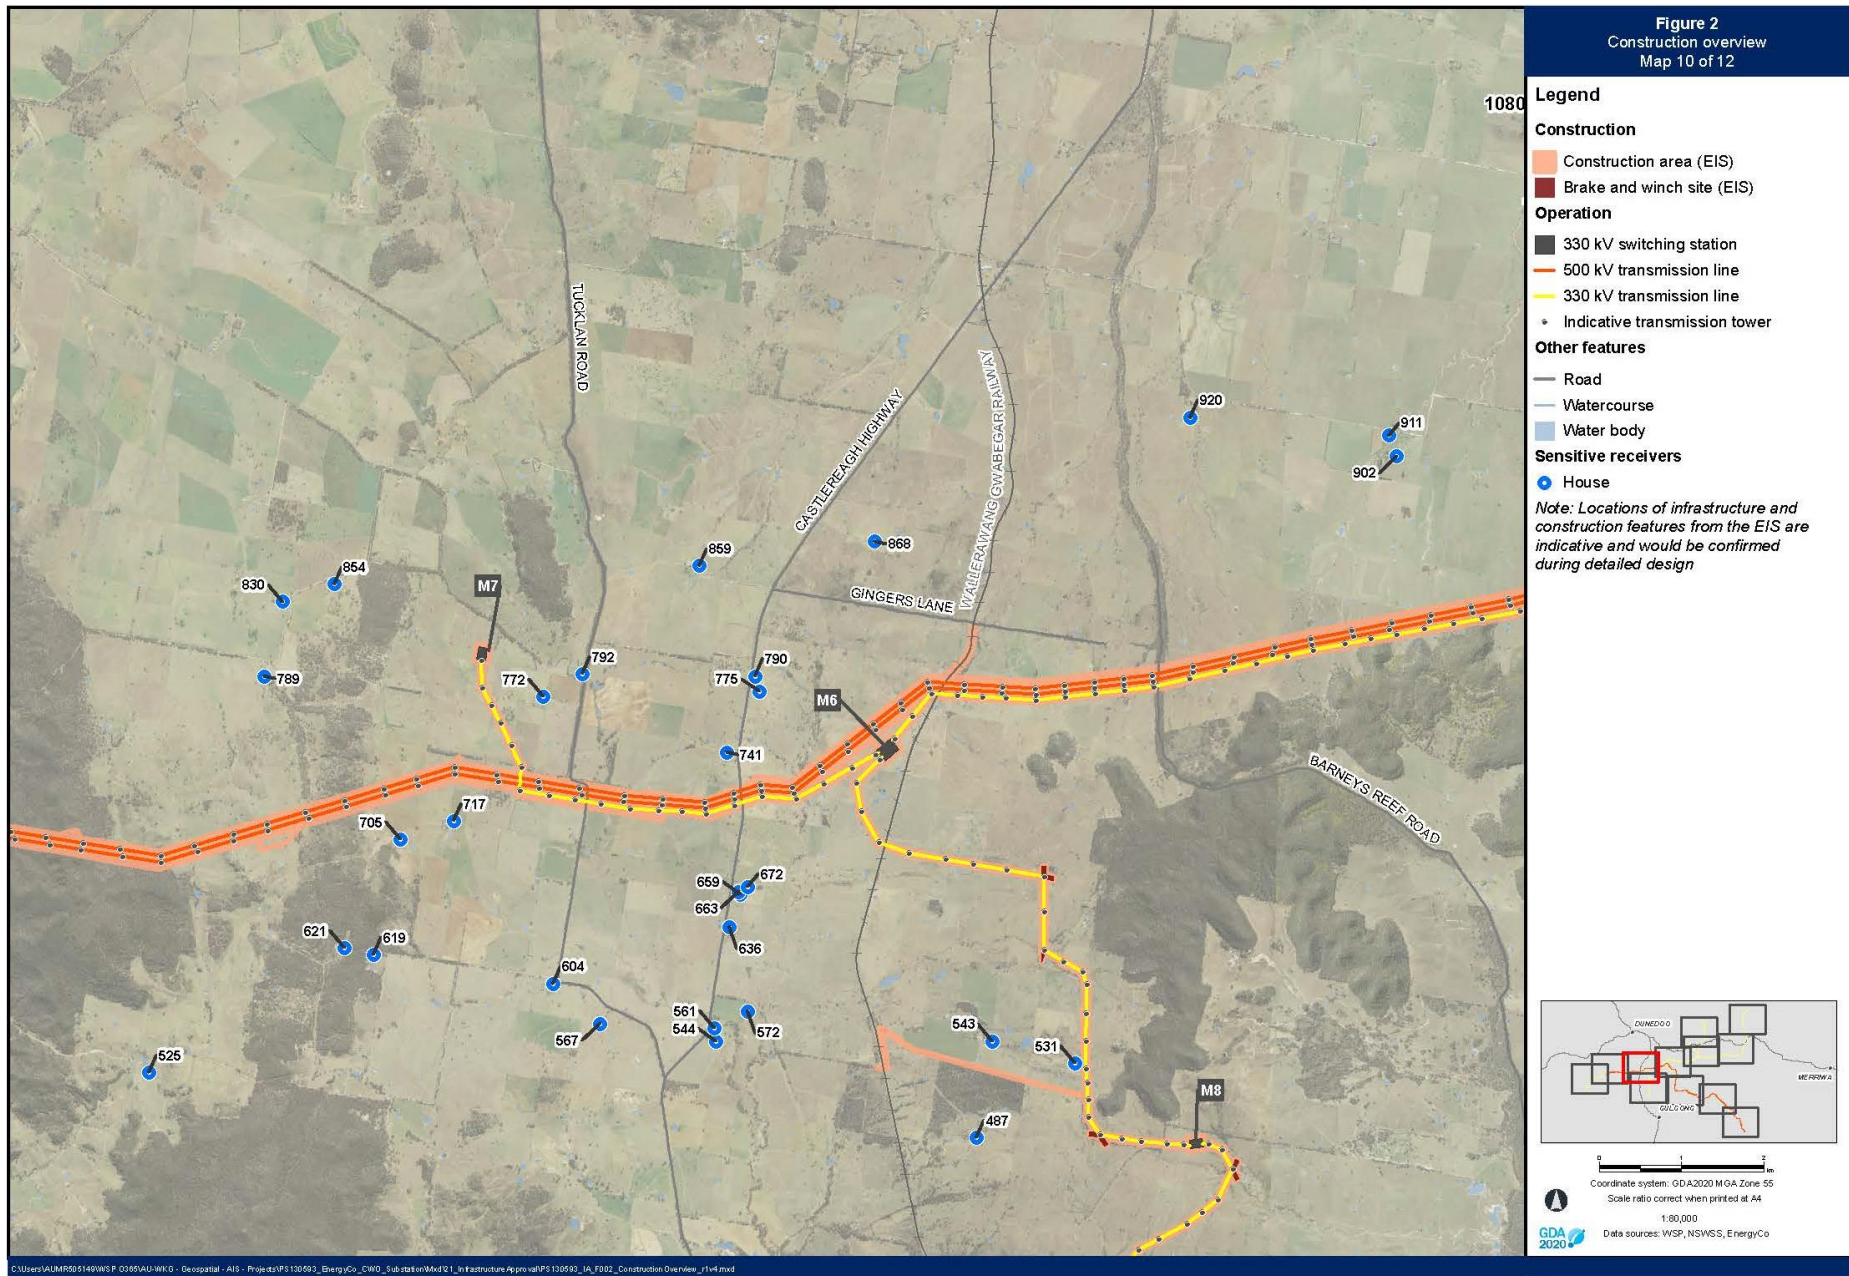 Figure 2
Construction overview
Map 10 of 12
Legend
Construction
Construction area (EIS)
Brake and winch site (EIS)
Operation
330 kV switching station
500 kV transmission line
330 kV transmission line
Indicative transmission tower
Other features
Road
Watercourse
Water body
Sensitive receivers
House
Note: Locations of infrastructure and
construction features from the EIS are
indicative and would be confirmed
during detailed design
1080
TUCKLAN ROAD
CASTLEREAGH HIGHWAY
WALLERAWANG GWABEGAR RAILWAY
920
911
902
868
859
854
830
GINGERS LANE
M7
792
772
789
790
775
M6
741
BARNEYS REEF ROAD
717
705
672
659
663
636
621
619
604
567
561
544
572
543
531
525
M8
487
DUNEDOO
MERRIWA
GULGONG
0 1 2
km
Coordinate system: GDA2020 MGA Zone 55
Scale ratio correct when printed at A4
1:80,000
GDA
2020
Data sources: WSP, NSWSS, EnergyCo